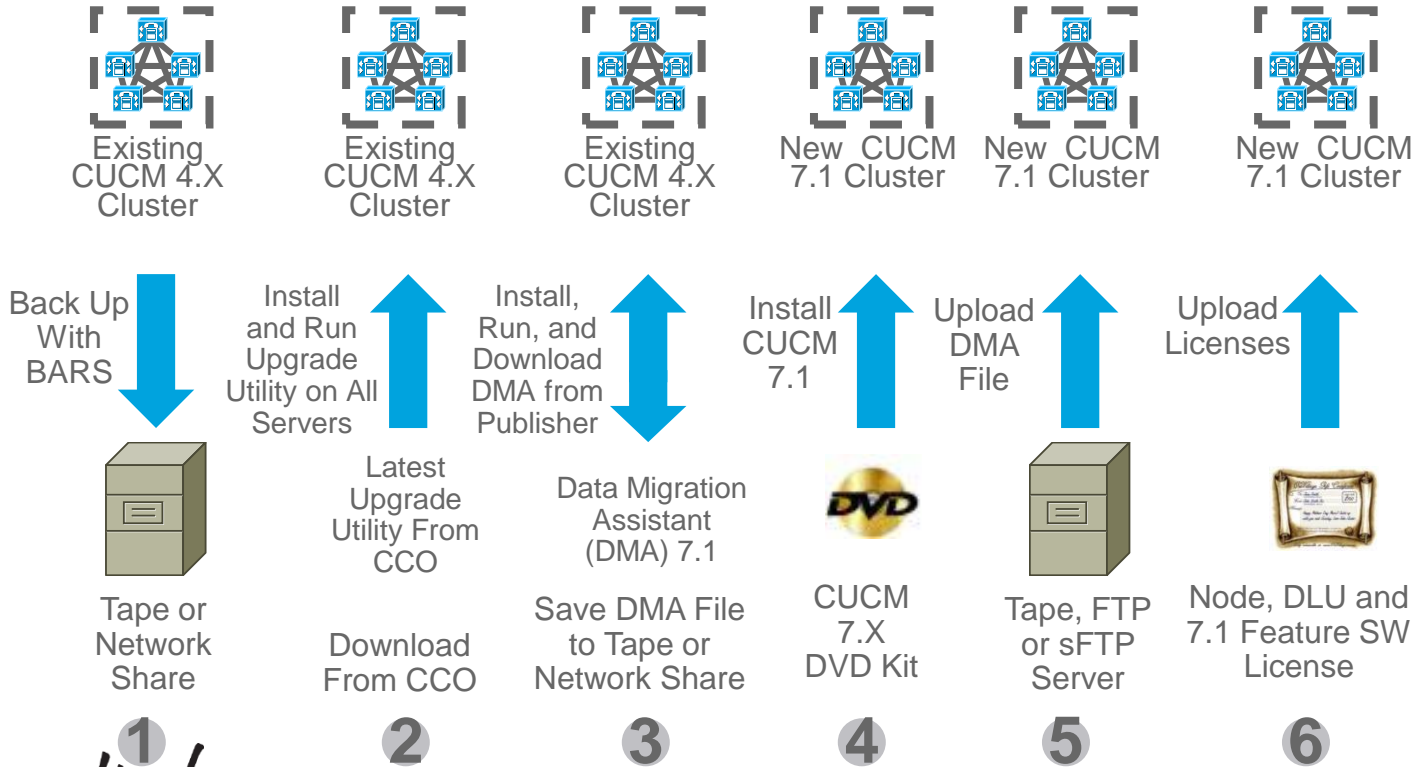 Existing
CUCM 4.X
Cluster
Existing
CUCM 4.X
Cluster
Existing
CUCM 4.X
Cluster
New CUCM
7.1 Cluster
New CUCM
7.1 Cluster
New CUCM
7.1 Cluster
Back Up
With
BARS
Install
and Run
Upgrade
Utility on All
Servers
Install,
Run, and
Download
DMA from
Publisher
Install
CUCM
7.1
Upload
DMA
File
Upload
Licenses
Latest
Upgrade
Utility From
CCO
Data Migration
Assistant
(DMA) 7.1
DVD
Tape or
Network
Share
Download
From CCO
Save DMA File
to Tape or
Network Share
CUCM
7.X
DVD Kit
Tape, FTP
or sFTP
Server
Node, DLU and
7.1 Feature SW
License
1
2
3
4
5
6